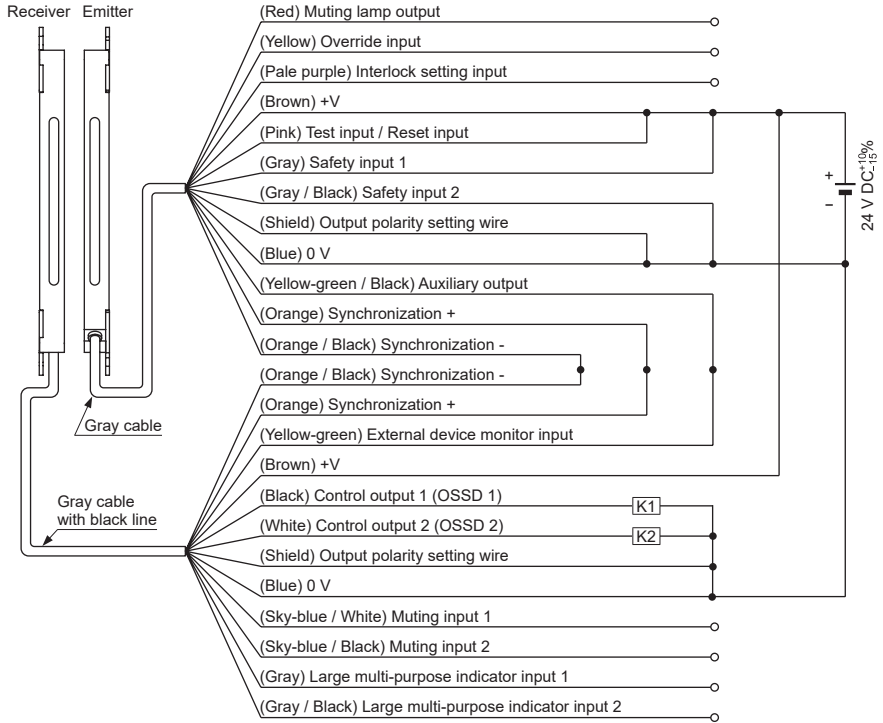 Receiver Emitter
(Red) Muting lamp output
(Yellow) Override input
(Pale purple) Interlock setting input
(Brown) +V
(Pink) Test input / Reset input
(Gray) Safety input 1
(Gray / Black) Safety input 2
(Shield) Output polarity setting wire
(Blue) 0 V
(Yellow-green / Black) Auxiliary output
(Orange) Synchronization +
(Orange / Black) Synchronization -
+
−
24 V DC +10 −15 %
Gray cable
(Orange / Black) Synchronization -
(Orange) Synchronization +
(Yellow-green) External device monitor input
(Brown) +V
(Black) Control output 1 (OSSD 1)
K1
(White) Control output 2 (OSSD 2)
K2
(Shield) Output polarity setting wire
(Blue) 0 V
(Sky-blue / White) Muting input 1
(Sky-blue / Black) Muting input 2
(Gray) Large multi-purpose indicator input 1
(Gray / Black) Large multi-purpose indicator input 2
Gray cable
with black line